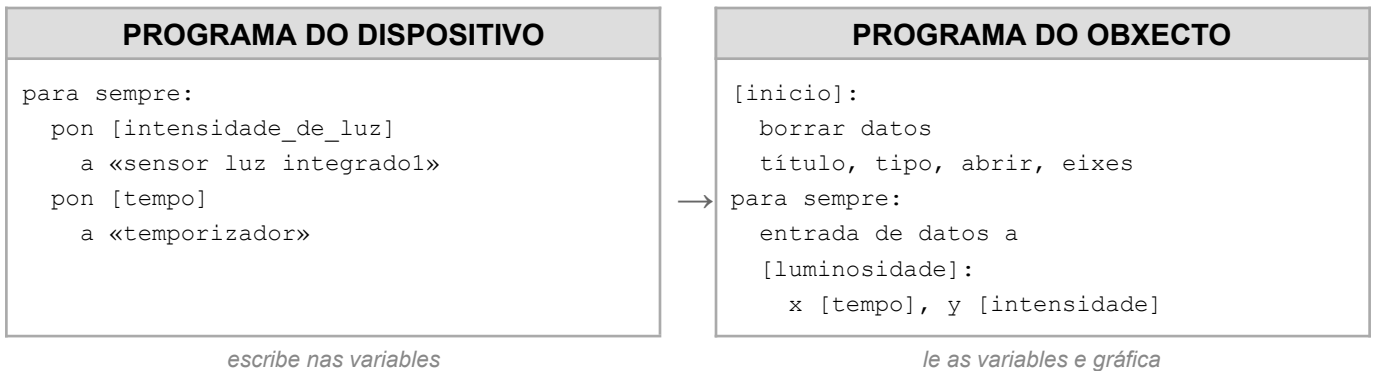 PROGRAMA DO DISPOSITIVO
para sempre:
pon [intensidade_de_luz]
a «sensor luz integrado1»
pon [tempo]
a «temporizador»
escribe nas variables
→
PROGRAMA DO OBXECTO
[inicio]:
borrar datos
título, tipo, abrir, eixes
para sempre:
entrada de datos a
[luminosidade]:
x [tempo], y [intensidade]
le as variables e gráfica